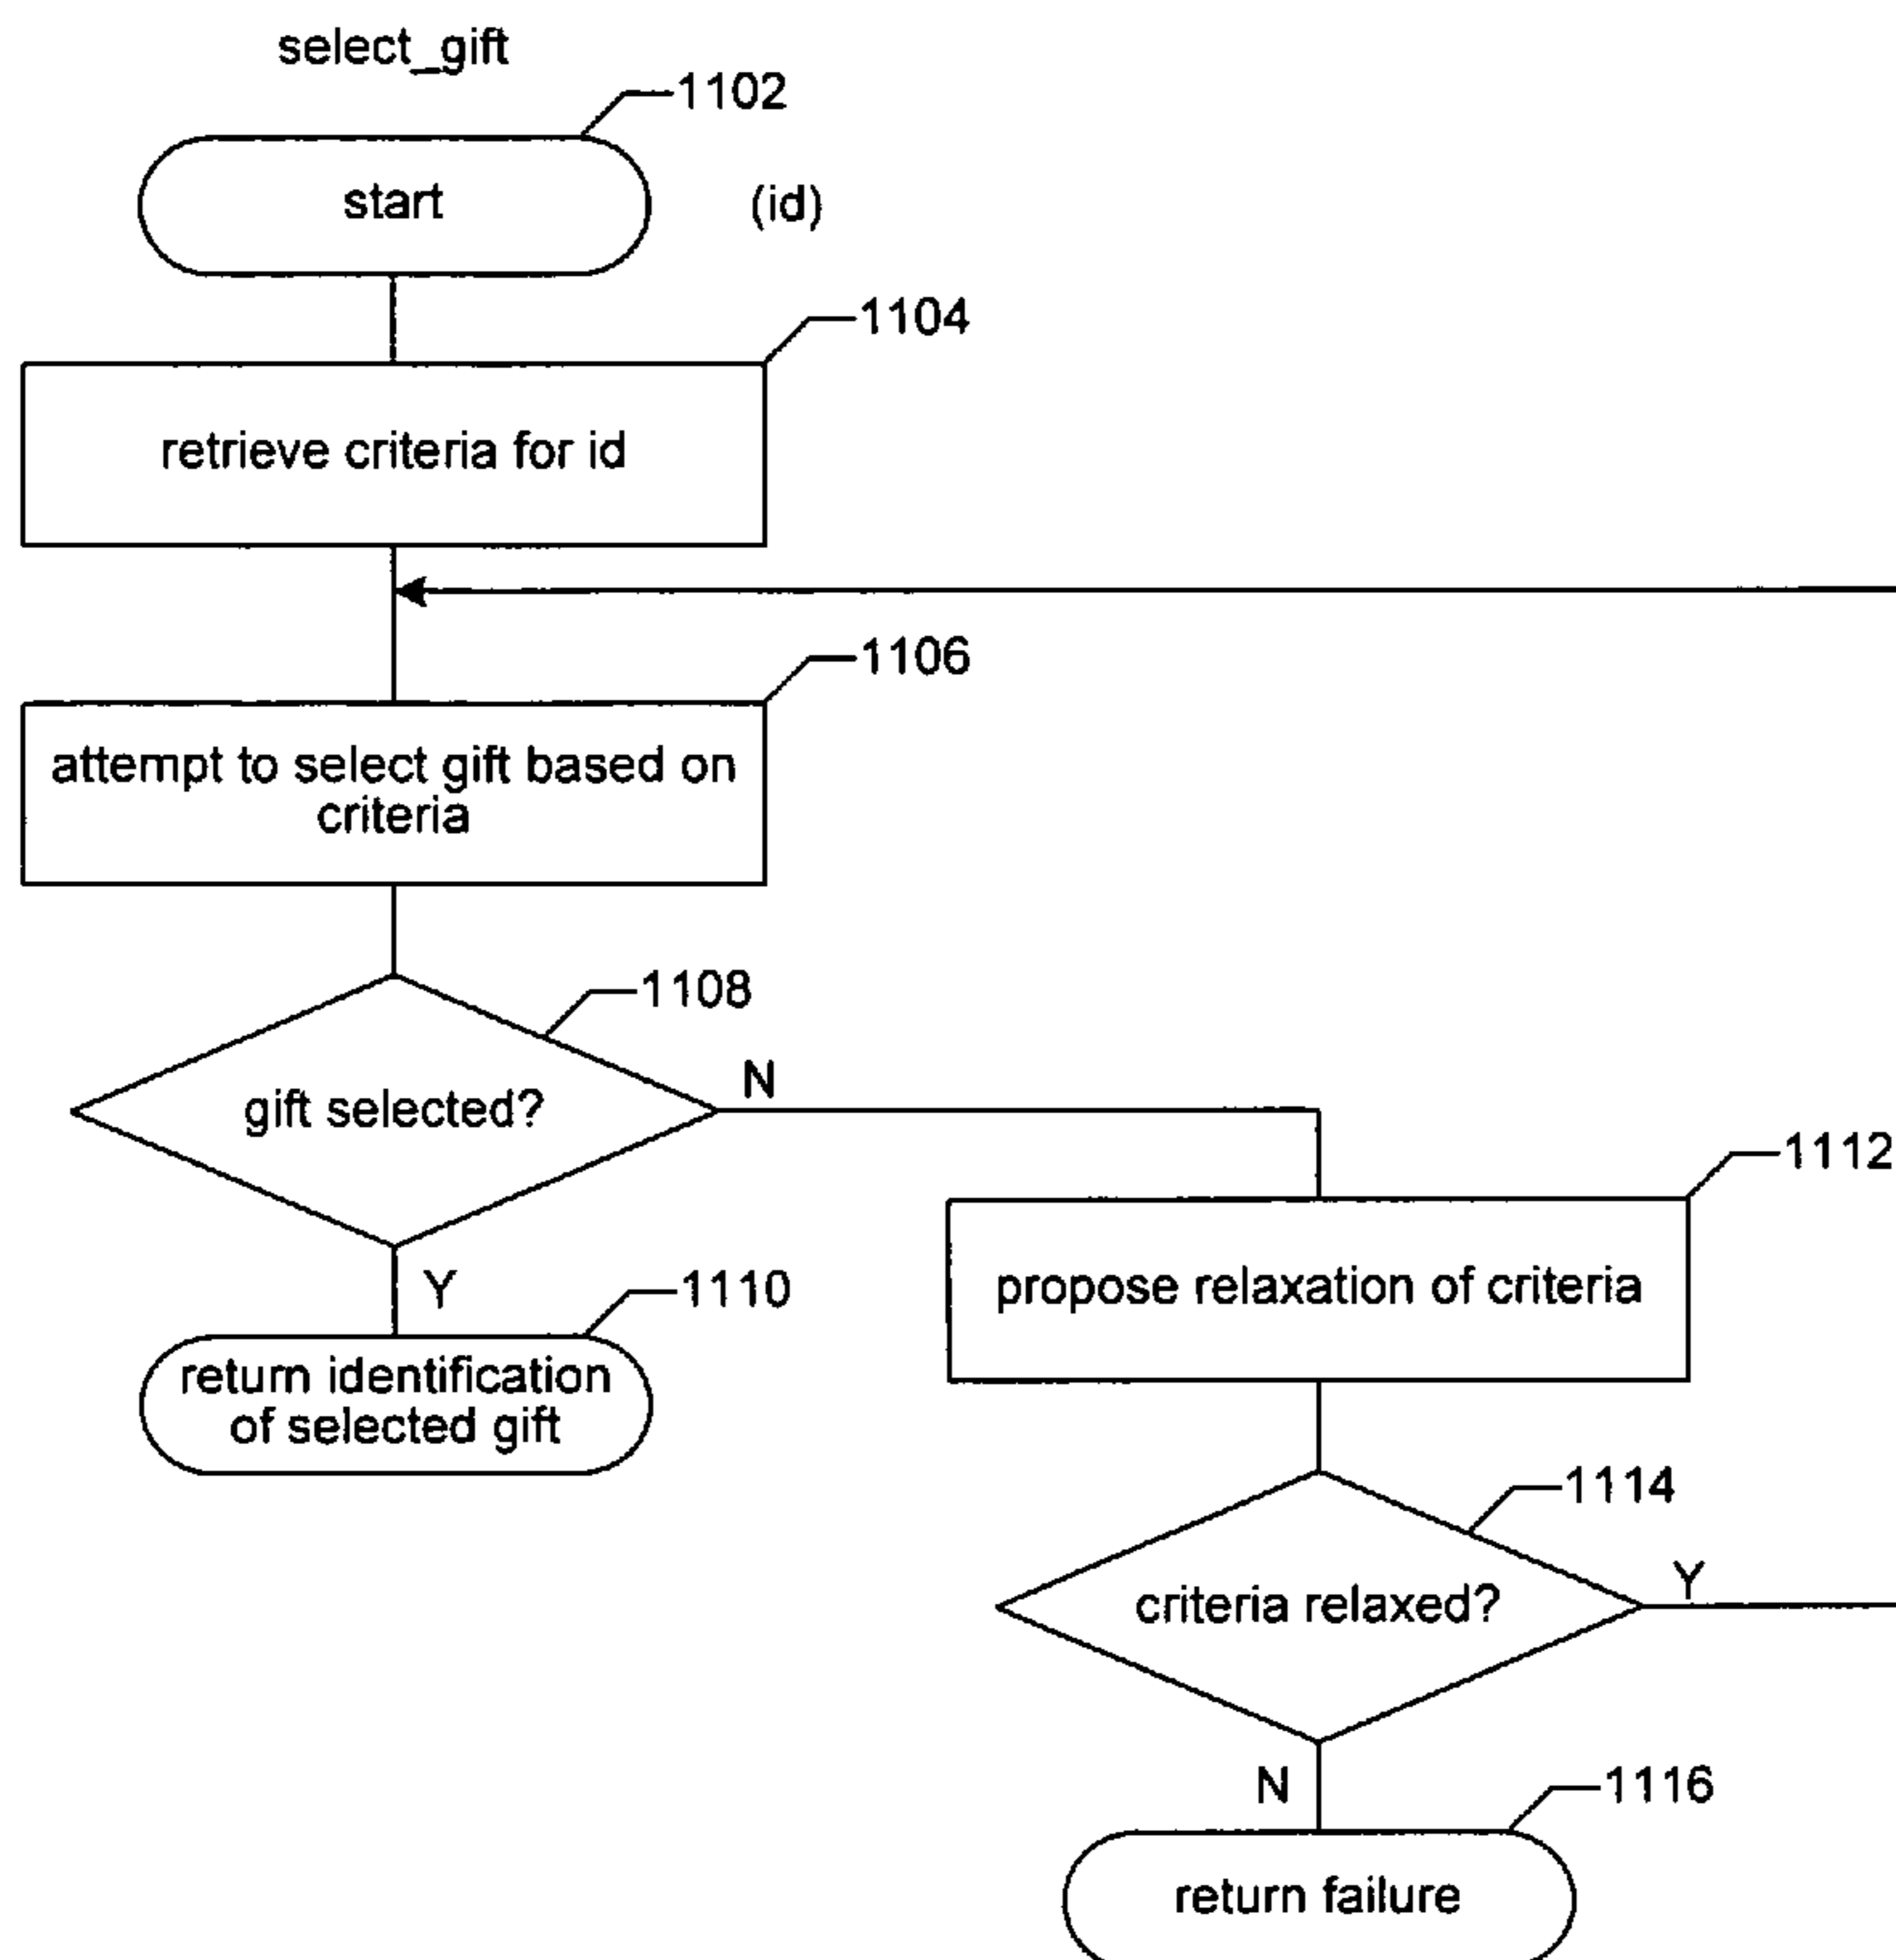 select_gift
1102
start
(id)
1104
retrieve criteria for id
1106
attempt to select gift based on
criteria
1108
gift selected?
N
Y
1110
return identification
of selected gift
1112
propose relaxation of criteria
1114
criteria relaxed?
Y
N
1116
return failure